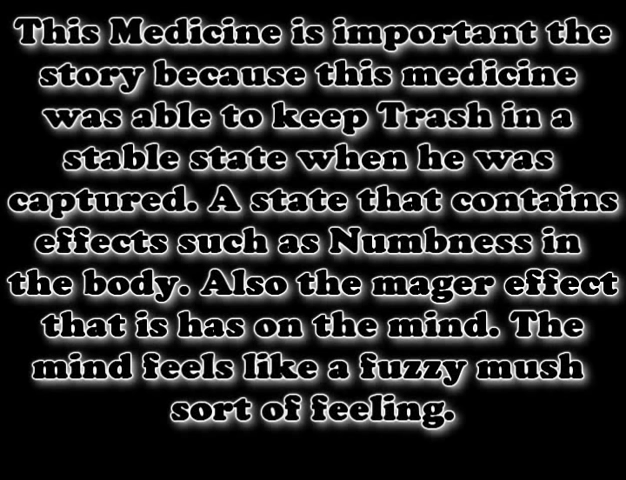 This Medicine is important the
story because this medicine
was able to keep Trash in a
stable state when he was
captured. A state that contains
effects such as Numbness in
the body. Also the mager effect
that is has on the mind. The
mind feels like a fuzzy mush
sort of feeling.